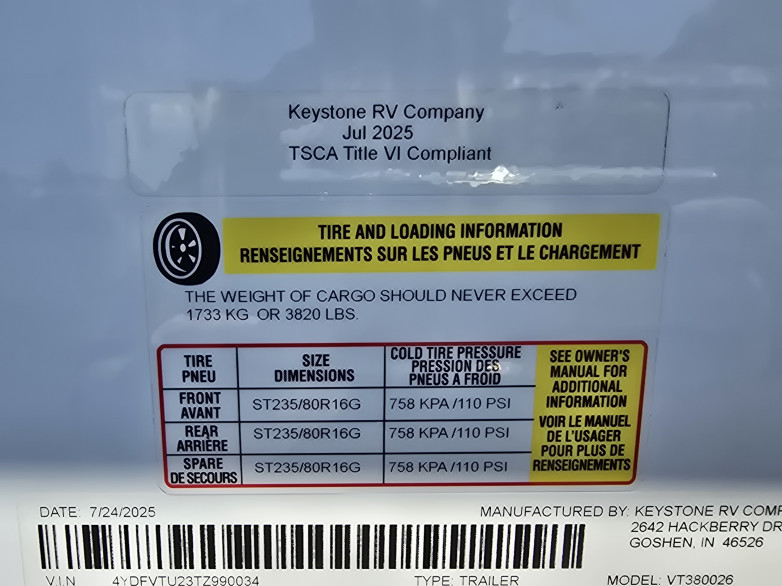 Keystone RV Company
Jul 2025
TSCA Title VI Compliant
TIRE AND LOADING INFORMATION
RENSEIGNEMENTS SUR LES PNEUS ET LE CHARGEMENT
THE WEIGHT OF CARGO SHOULD NEVER EXCEED
1733 KG OR 3820 LBS.
TIRE
PNEU
SIZE
DIMENSIONS
COLD TIRE PRESSURE
PRESSION DES
PNEUS A FROID
SEE OWNER'S
MANUAL FOR
ADDITIONAL
INFORMATION
VOIR LE MANUEL
DE L'USAGER
POUR PLUS DE
RENSEIGNEMENTS
FRONT
AVANT
ST235/80R16G
758 KPA /110 PSI
REAR
ARRIÈRE
ST235/80R16G
758 KPA /110 PSI
SPARE
DE SECOURS
ST235/80R16G
758 KPA /110 PSI
DATE: 7/24/2025
MANUFACTURED BY: KEYSTONE RV COMP
2642 HACKBERRY DR
GOSHEN, IN 46526
V.I.N 4YDFVTU23TZ990034 TYPE: TRAILER MODEL: VT380026